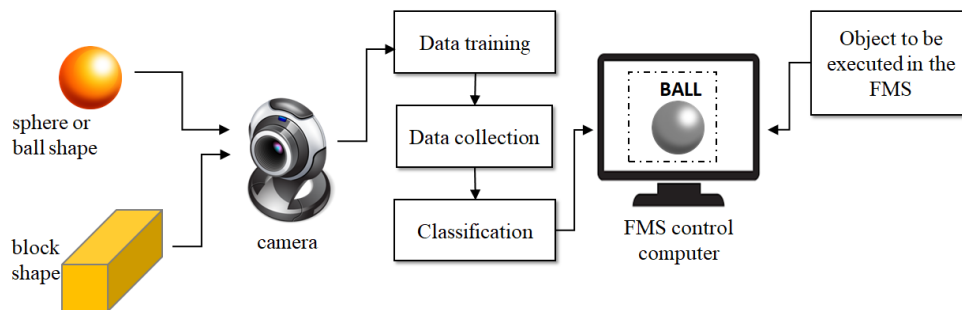 sphere or
ball shape
block
shape
camera
Data training
Data collection
Classification
BALL
FMS control
computer
Object to be
executed in the
FMS